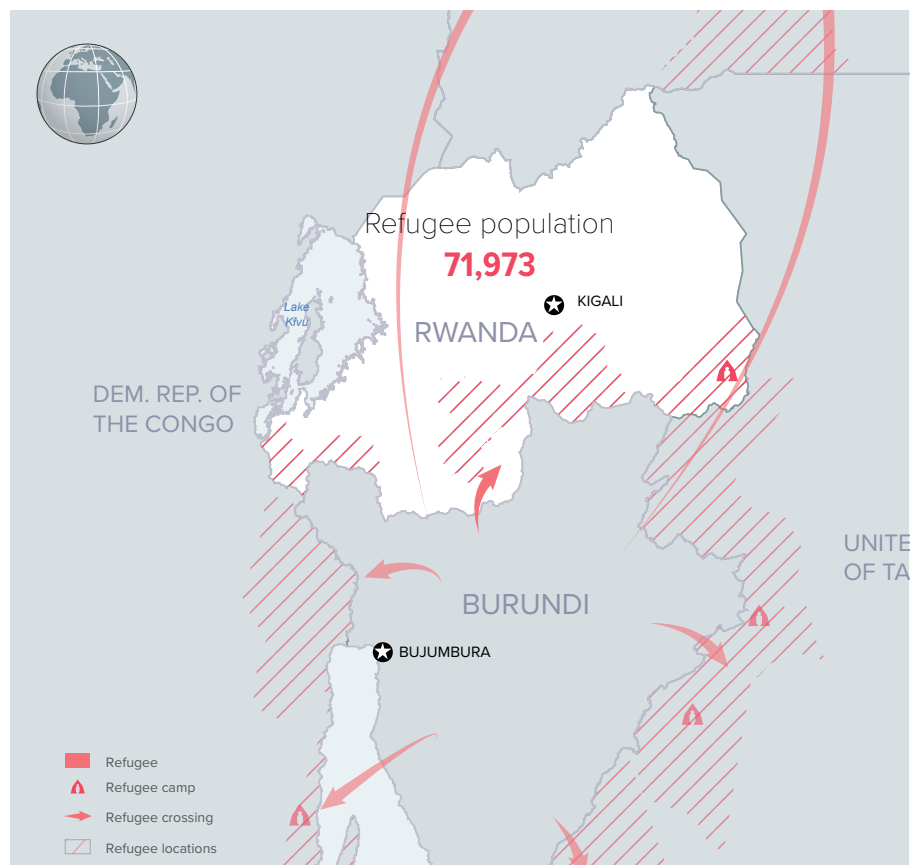 Refugee population
71,973
KIGALI
Lake
Kivu
RWANDA
DEM. REP. OF
THE CONGO
UNITE
OF TA
BURUNDI
BUJUMBURA
Refugee
Refugee camp
Refugee crossing
Refugee locations